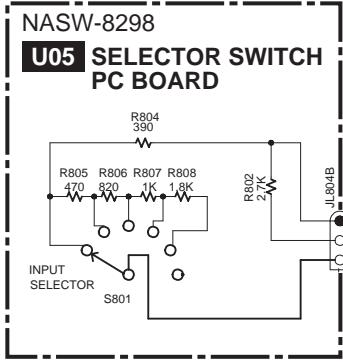 NASW-8298
U05 SELECTOR SWITCH
PC BOARD
R804
390
R805 R806 R807 R808
470 820 1K 1.8K
R802
2.7K
JL804B
INPUT
SELECTOR
S801